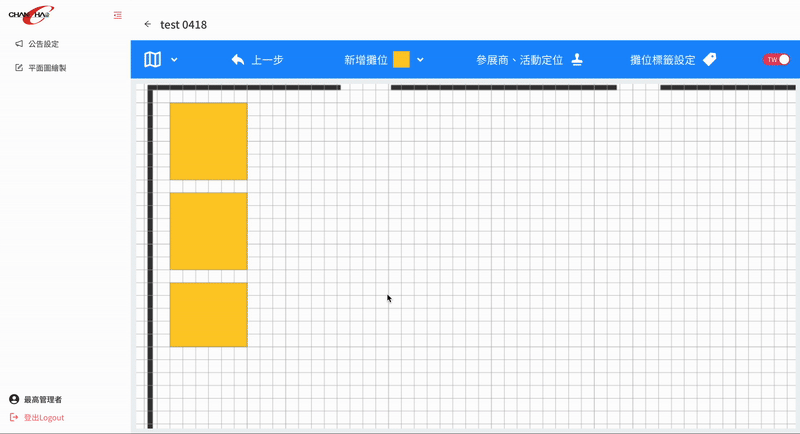 CHAN CHAO
公告設定
平面圖繪製
最高管理者
登出Logout
test 0418
上一步
新增攤位
參展商、活動定位
攤位標籤設定
TW